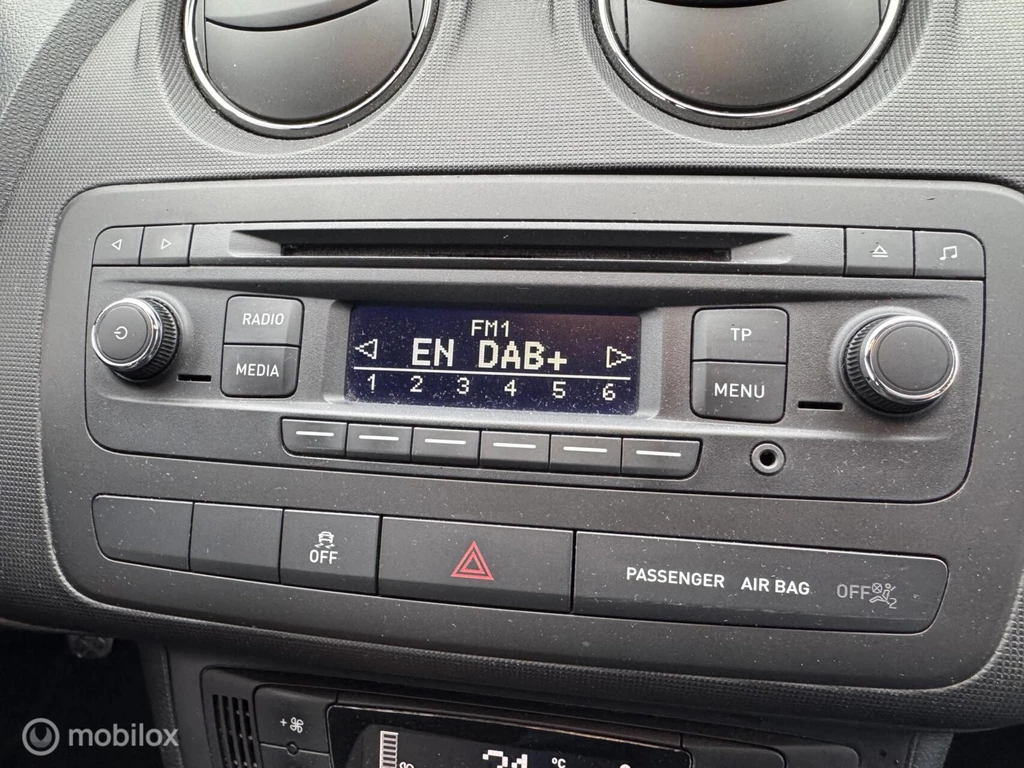 RADIO
MEDIA
FM1
EN DAB+
1 2 3 4 5 6
TP
MENU
OFF
PASSENGER AIR BAG OFF 2
+
°C
mobilox